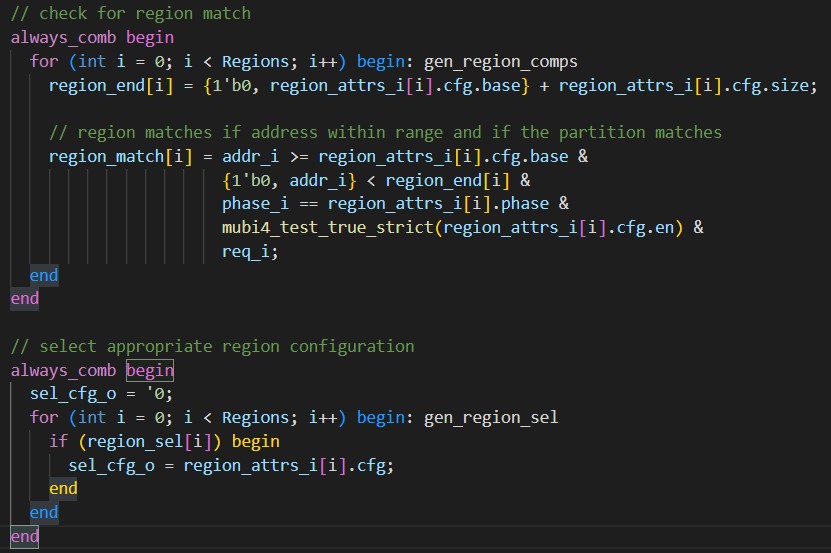 // check for region match
always_comb begin
  for (int i = 0; i < Regions; i++) begin: gen_region_comps
    region_end[i] = {1'b0, region_attrs_i[i].cfg.base} + region_attrs_i[i].cfg.size;

    // region matches if address within range and if the partition matches
    region_match[i] = addr_i >= region_attrs_i[i].cfg.base &
                      {1'b0, addr_i} < region_end[i] &
                      phase_i == region_attrs_i[i].phase &
                      mubi4_test_true_strict(region_attrs_i[i].cfg.en) &
                      req_i;
  end
end

// select appropriate region configuration
always_comb begin
  sel_cfg_o = '0;
  for (int i = 0; i < Regions; i++) begin: gen_region_sel
    if (region_sel[i]) begin
      sel_cfg_o = region_attrs_i[i].cfg;
    end
  end
end